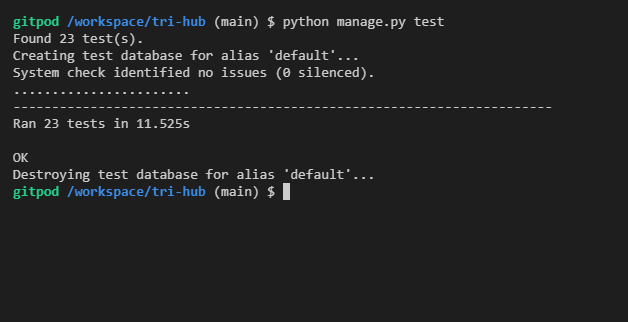 gitpod /workspace/tri-hub (main) $ python manage.py test
Found 23 test(s).
Creating test database for alias 'default'...
System check identified no issues (0 silenced).
.......................
----------------------------------------------------------------------
Ran 23 tests in 11.525s

OK
Destroying test database for alias 'default'...
gitpod /workspace/tri-hub (main) $